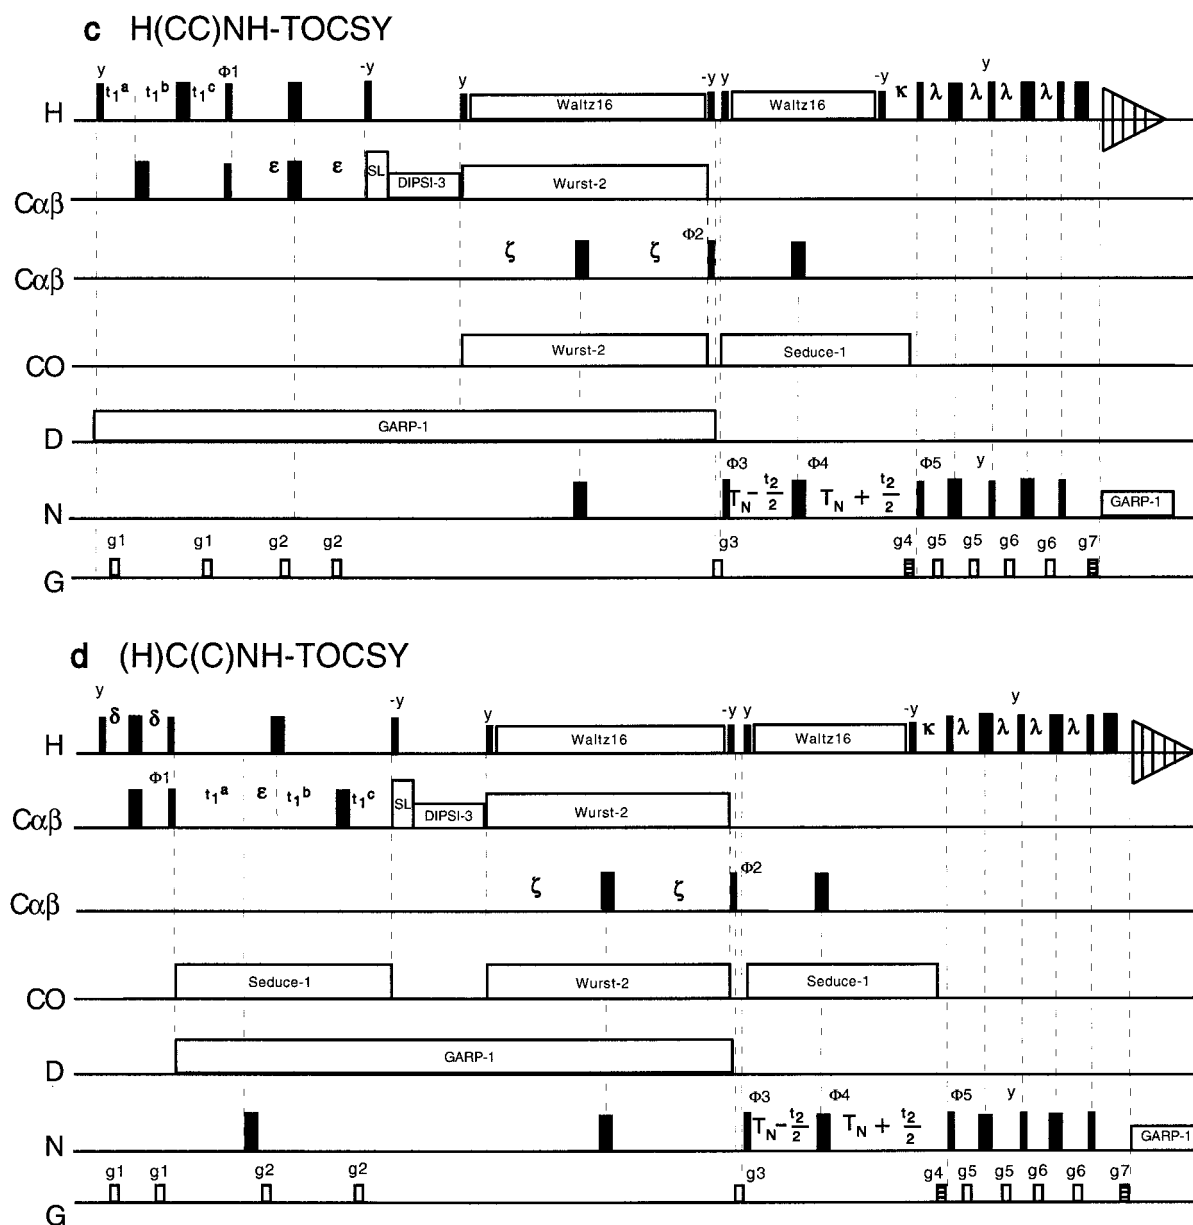 c H(CC)NH-TOCSY
y t₁ᵃ t₁ᵇ t₁ᶜ Φ1 -y y -y y -y y
H Waltz16 Waltz16 κ λ λ λ λ
Cαβ ε ε SL DIPSI-3 Wurst-2
Cαβ ζ ζ Φ2
CO Wurst-2 Seduce-1
D GARP-1
Φ3 Φ4 Φ5 y
N T_N - t₂/2 T_N + t₂/2 GARP-1
g1 g1 g2 g2 g3 g4 g5 g5 g6 g6 g7
G
d (H)C(C)NH-TOCSY
y δ δ -y y -y y -y y
H Waltz16 Waltz16 κ λ λ λ λ
Cαβ Φ1 t₁ᵃ ε t₁ᵇ t₁ᶜ SL DIPSI-3 Wurst-2
Cαβ ζ ζ Φ2
CO Seduce-1 Wurst-2 Seduce-1
D GARP-1
Φ3 Φ4 Φ5 y
N T_N - t₂/2 T_N + t₂/2 GARP-1
g1 g1 g2 g2 g3 g4 g5 g5 g6 g6 g7
G